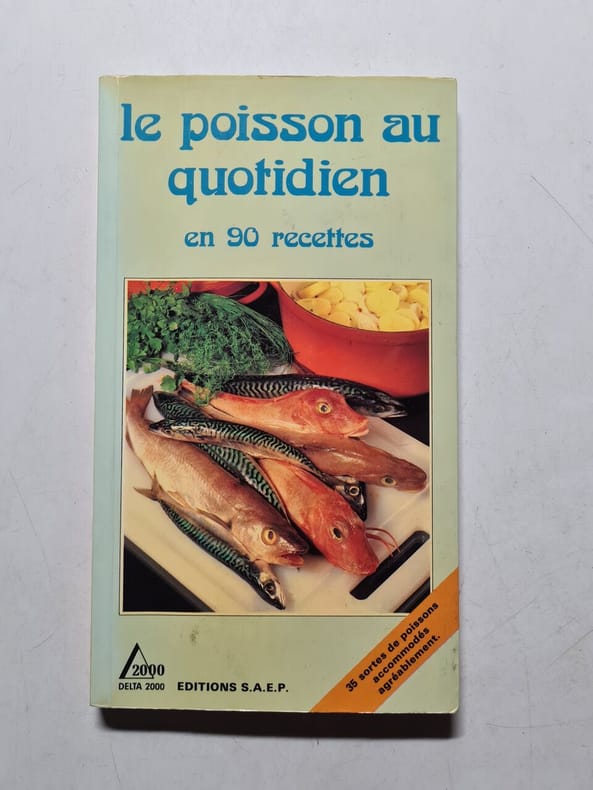 le poisson au
quotidien
en 90 recettes
35 sortes de poissons
accommodés
agréablement.
2000
DELTA 2000
EDITIONS S.A.E.P.